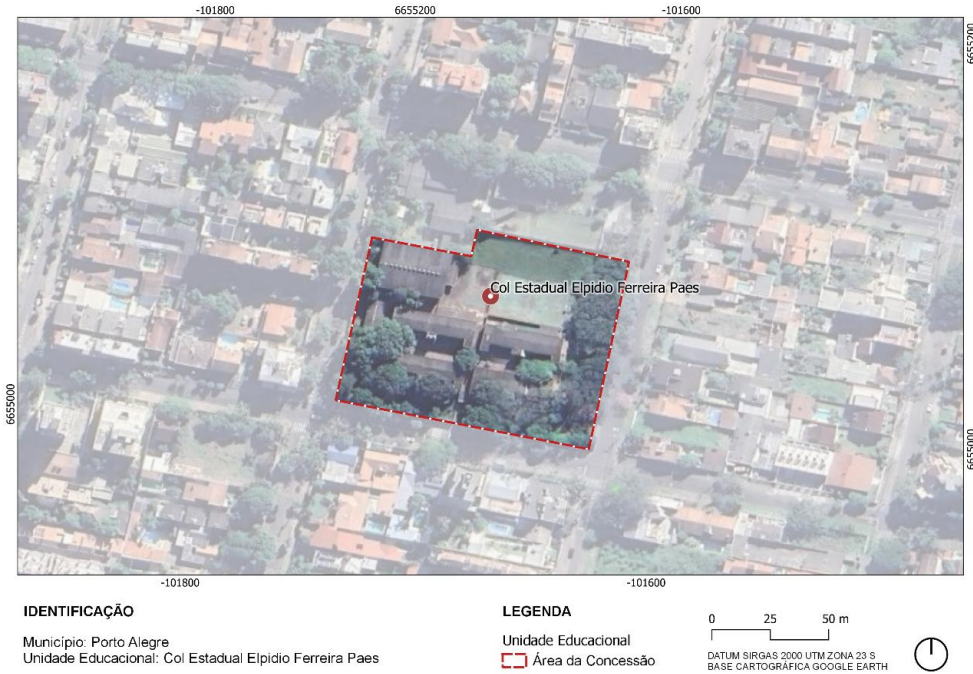 -101800 6655200 -101600
6655200
Col Estadual Elpidio Ferreira Paes
6655000
6655000
-101800 -101600
IDENTIFICAÇÃO
Município: Porto Alegre
Unidade Educacional: Col Estadual Elpidio Ferreira Paes
LEGENDA
Unidade Educacional
Área da Concessão
0 25 50 m
DATUM SIRGAS 2000 UTM ZONA 23 S
BASE CARTOGRÁFICA GOOGLE EARTH